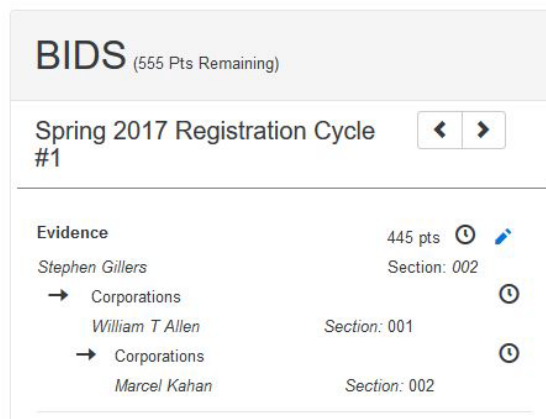 BIDS (555 Pts Remaining)
Spring 2017 Registration Cycle
#1
Evidence 445 pts
Stephen Gillers Section: 002
Corporations
William T Allen Section: 001
Corporations
Marcel Kahan Section: 002